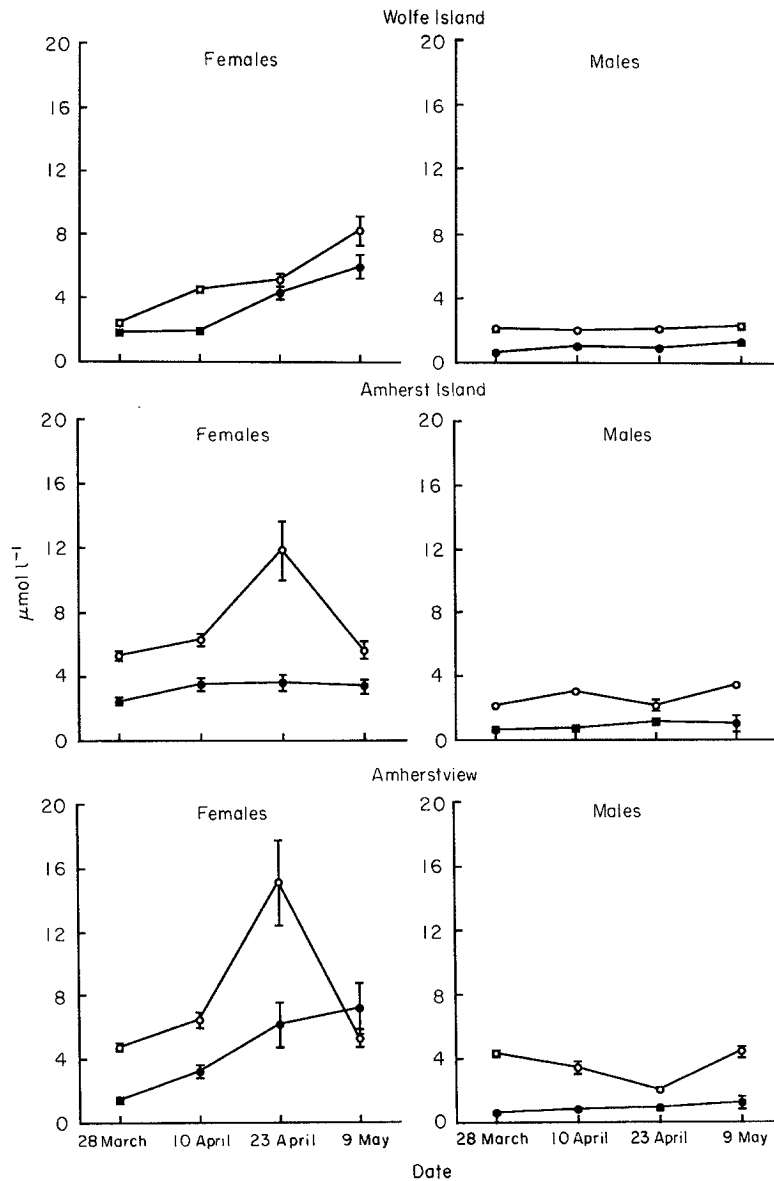 Wolfe Island
Females
Males
20
16
12
8
4
0
20
16
12
8
4
0
Amherst Island
Females
Males
20
16
12
8
4
0
20
16
12
8
4
0
μmol l⁻¹
Amherstview
Females
Males
20
16
12
8
4
0
20
16
12
8
4
0
28 March
10 April
23 April
9 May
28 March
10 April
23 April
9 May
Date